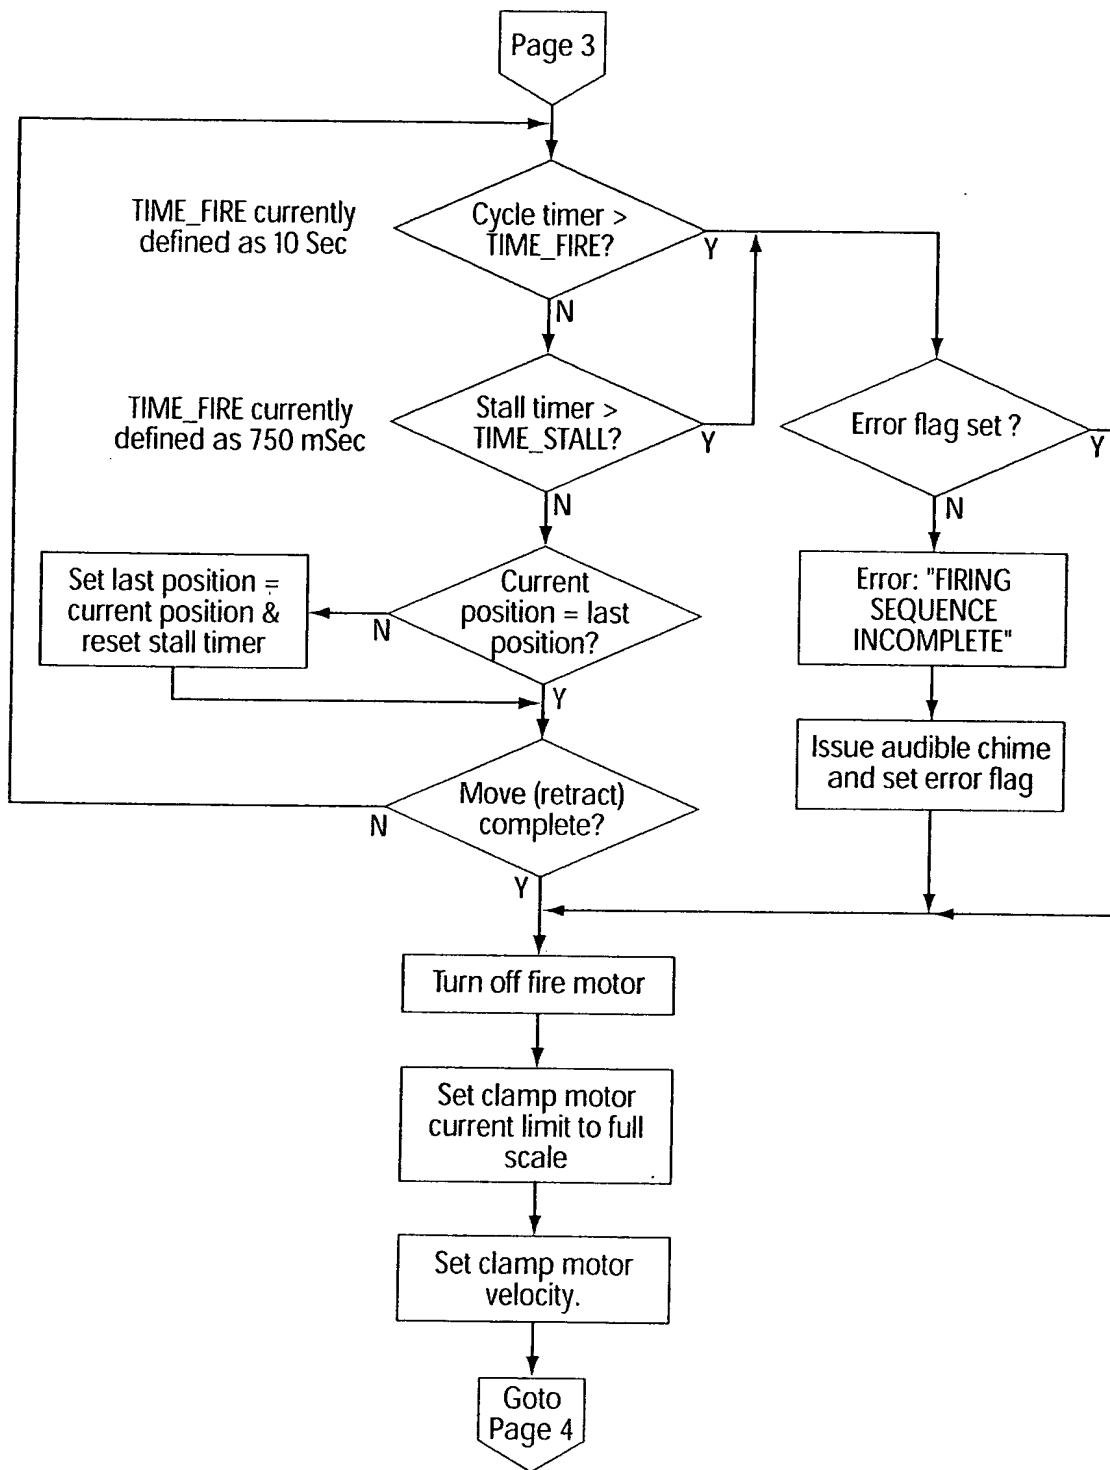 Page 3
TIME_FIRE currently
defined as 10 Sec
Cycle timer >
TIME_FIRE?
Y
N
TIME_FIRE currently
defined as 750 mSec
Stall timer >
TIME_STALL?
Y
N
Error flag set ?
Y
N
Set last position =
current position &
reset stall timer
N
Current
position = last
position?
Y
Error: "FIRING
SEQUENCE
INCOMPLETE"
Issue audible chime
and set error flag
Move (retract)
complete?
N
Y
Turn off fire motor
Set clamp motor
current limit to full
scale
Set clamp motor
velocity.
Goto
Page 4